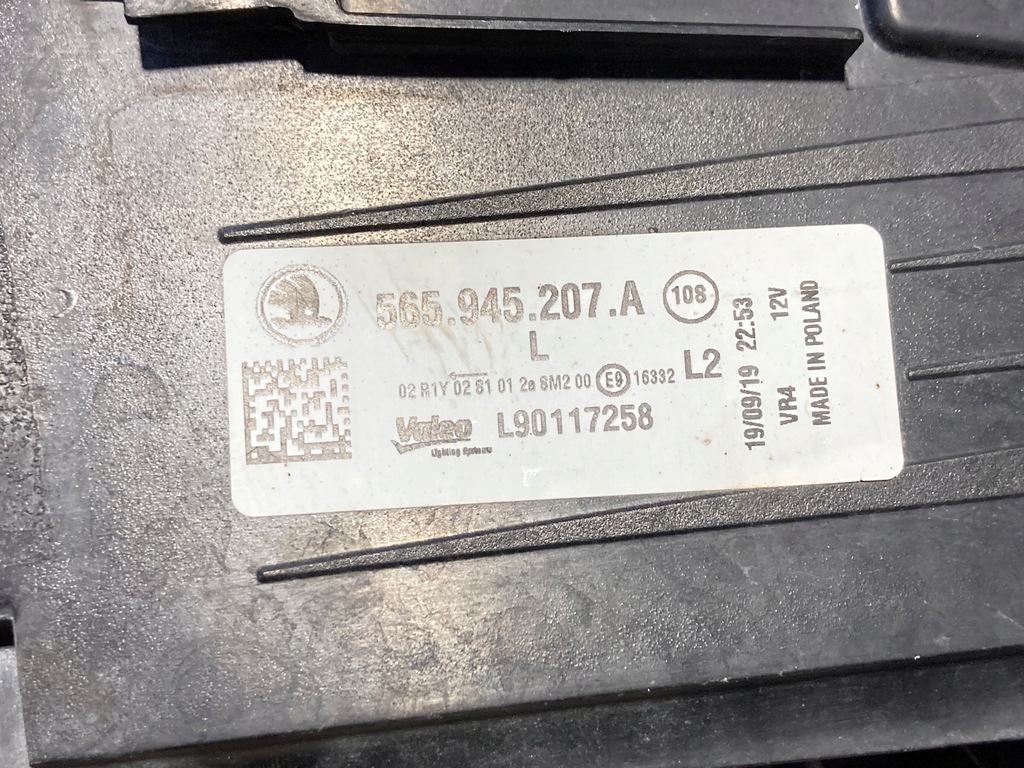 565.945.207.A 108
L
02 R1Y 02 S1 01 2a SM2 00 E9 16332 L2
Valeo L90117258
Lighting Systems
19/09/19 22:53
VR4 12V
MADE IN POLAND